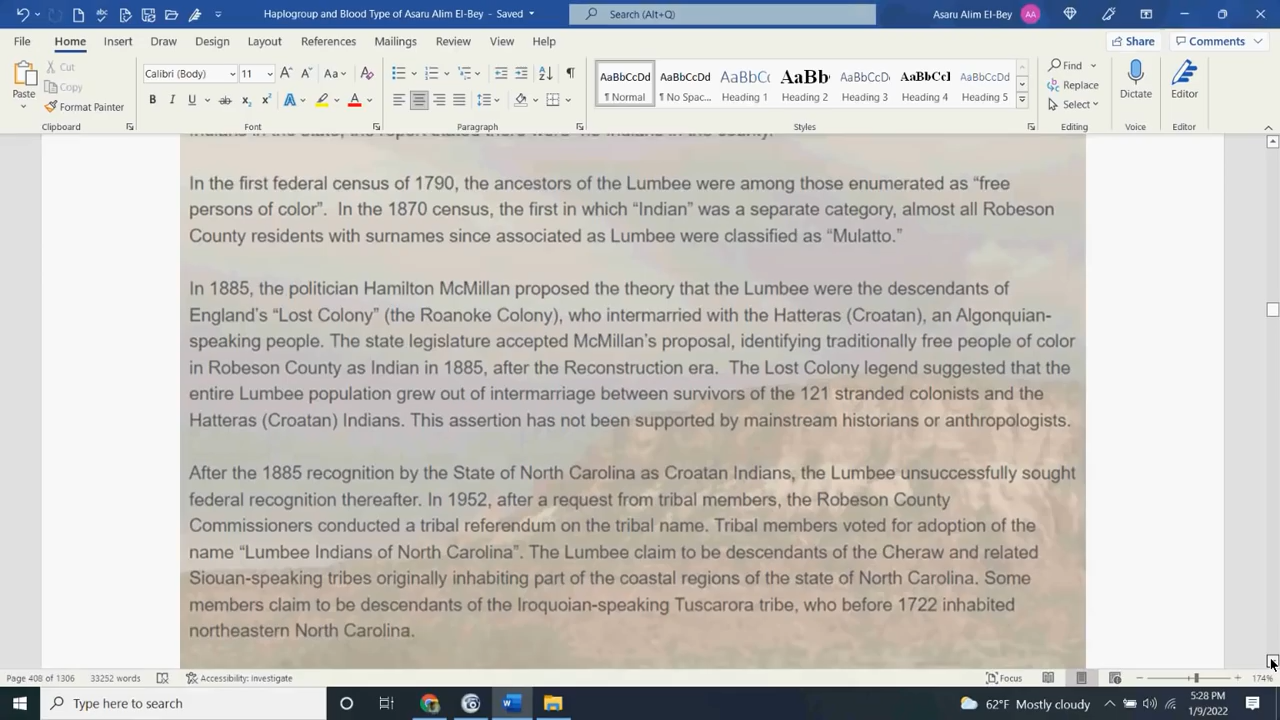 Haplogroup and Blood Type of Asaru Alim El-Bey - Saved
Search (Alt+Q)
Asaru Alim El-Bey
AA
File Home Insert Draw Design Layout References Mailings Review View Help
Share
Comments
Paste
Cut
Copy
Format Painter
Calibri (Body)
11
AaBbCcDd AaBbCcDd AaBbCc AaBb AaBbCcD AaBbCcI AaBbCcDd
¶ Normal ¶ No Spac... Heading 1 Heading 2 Heading 3 Heading 4 Heading 5
Find
Replace
Select
Dictate
Editor
Clipboard Font Paragraph Styles Editing Voice Editor
In the first federal census of 1790, the ancestors of the Lumbee were among those enumerated as “free
persons of color”. In the 1870 census, the first in which “Indian” was a separate category, almost all Robeson
County residents with surnames since associated as Lumbee were classified as “Mulatto.”
In 1885, the politician Hamilton McMillan proposed the theory that the Lumbee were the descendants of
England’s “Lost Colony” (the Roanoke Colony), who intermarried with the Hatteras (Croatan), an Algonquian-
speaking people. The state legislature accepted McMillan’s proposal, identifying traditionally free people of color
in Robeson County as Indian in 1885, after the Reconstruction era. The Lost Colony legend suggested that the
entire Lumbee population grew out of intermarriage between survivors of the 121 stranded colonists and the
Hatteras (Croatan) Indians. This assertion has not been supported by mainstream historians or anthropologists.
After the 1885 recognition by the State of North Carolina as Croatan Indians, the Lumbee unsuccessfully sought
federal recognition thereafter. In 1952, after a request from tribal members, the Robeson County
Commissioners conducted a tribal referendum on the tribal name. Tribal members voted for adoption of the
name “Lumbee Indians of North Carolina”. The Lumbee claim to be descendants of the Cheraw and related
Siouan-speaking tribes originally inhabiting part of the coastal regions of the state of North Carolina. Some
members claim to be descendants of the Iroquoian-speaking Tuscarora tribe, who before 1722 inhabited
northeastern North Carolina.
Page 408 of 1306 33252 words Accessibility: investigate
Focus
174%
Type here to search
62°F Mostly cloudy
5:28 PM
1/9/2022